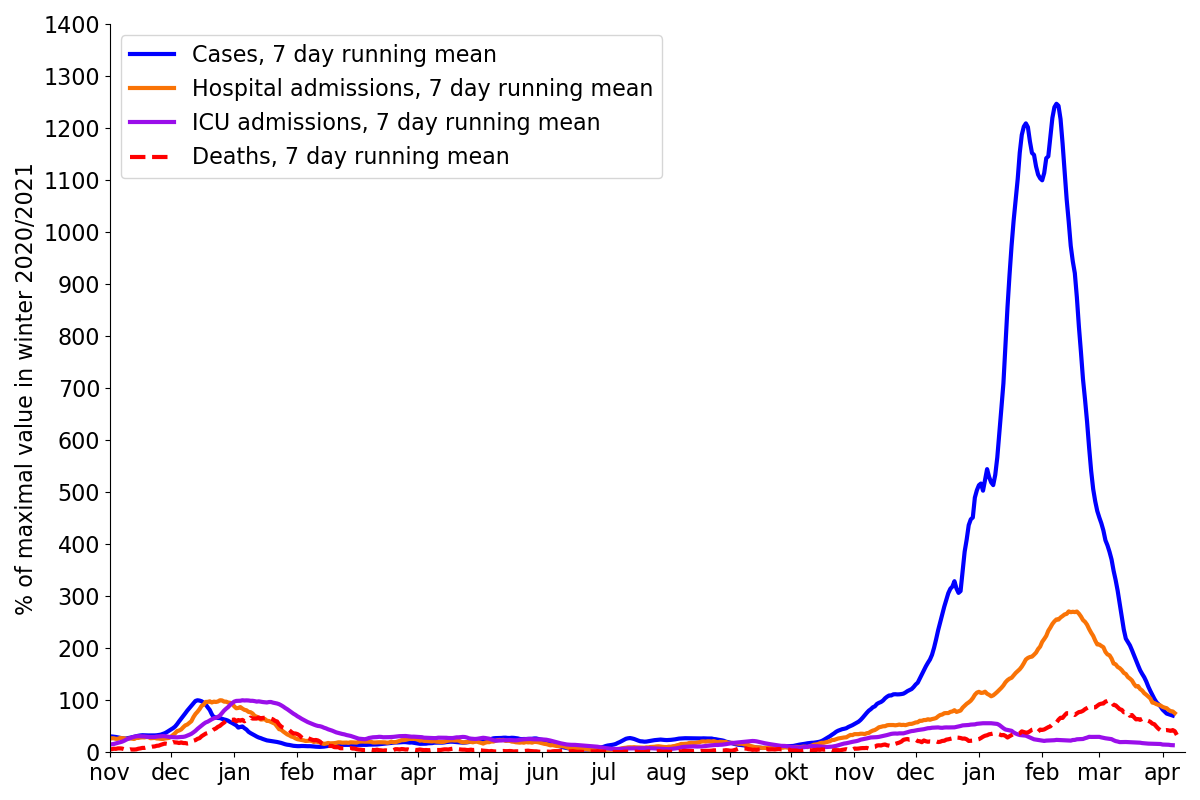 1400
1300
1200
1100
1000
900
800
700
600
500
400
300
200
100
0
% of maximal value in winter 2020/2021
Cases, 7 day running mean
Hospital admissions, 7 day running mean
ICU admissions, 7 day running mean
Deaths, 7 day running mean
nov dec jan feb mar apr maj jun jul aug sep okt nov dec jan feb mar apr